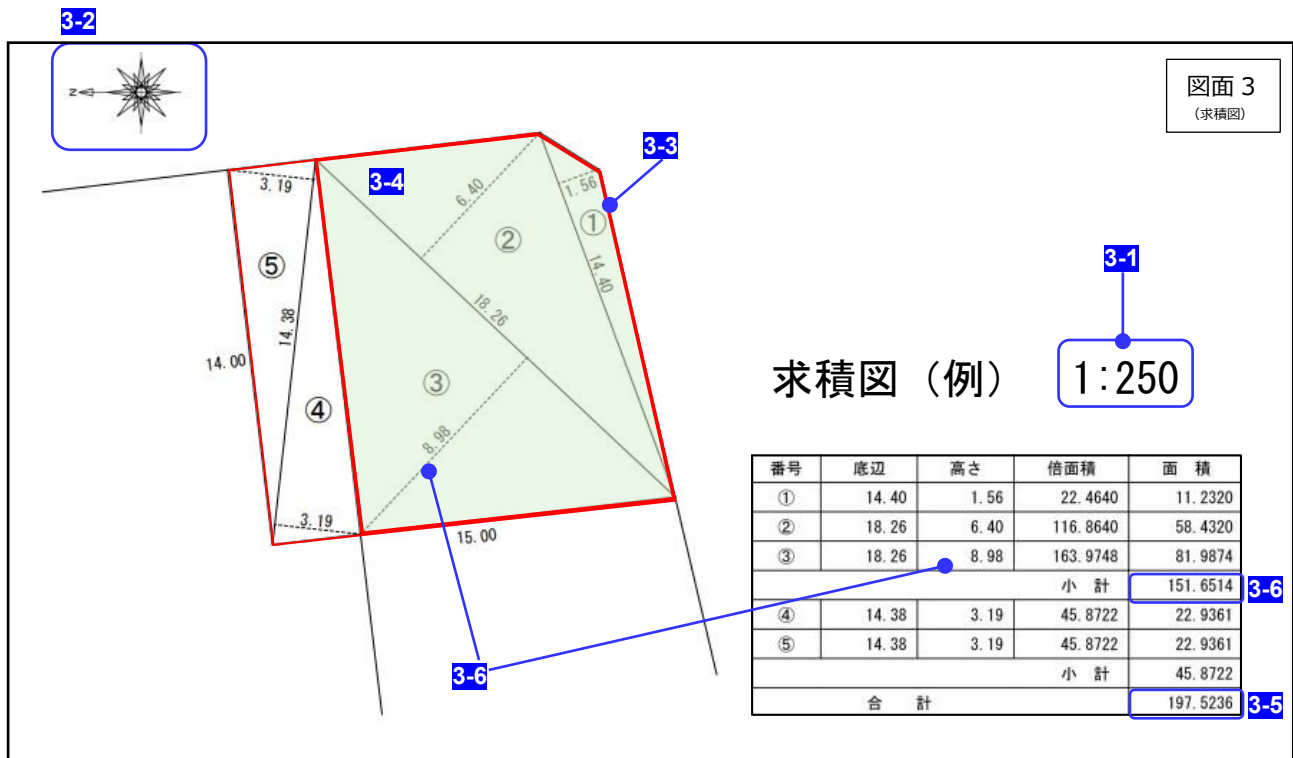 3-2
図面 3
(求積図)
z
3-3
3-4
3.19
6.40
1.56
①
②
⑤
14.40
3-1
14.38
18.26
14.00
求積図（例） 1:250
③
④
8.98
3.19
15.00
番号 底辺 高さ 倍面積 面 積
① 14.40 1.56 22.4640 11.2320
② 18.26 6.40 116.8640 58.4320
③ 18.26 8.98 163.9748 81.9874
小 計 151.6514 3-6
④ 14.38 3.19 45.8722 22.9361
⑤ 14.38 3.19 45.8722 22.9361
小 計 45.8722
合 計 197.5236 3-5
3-6